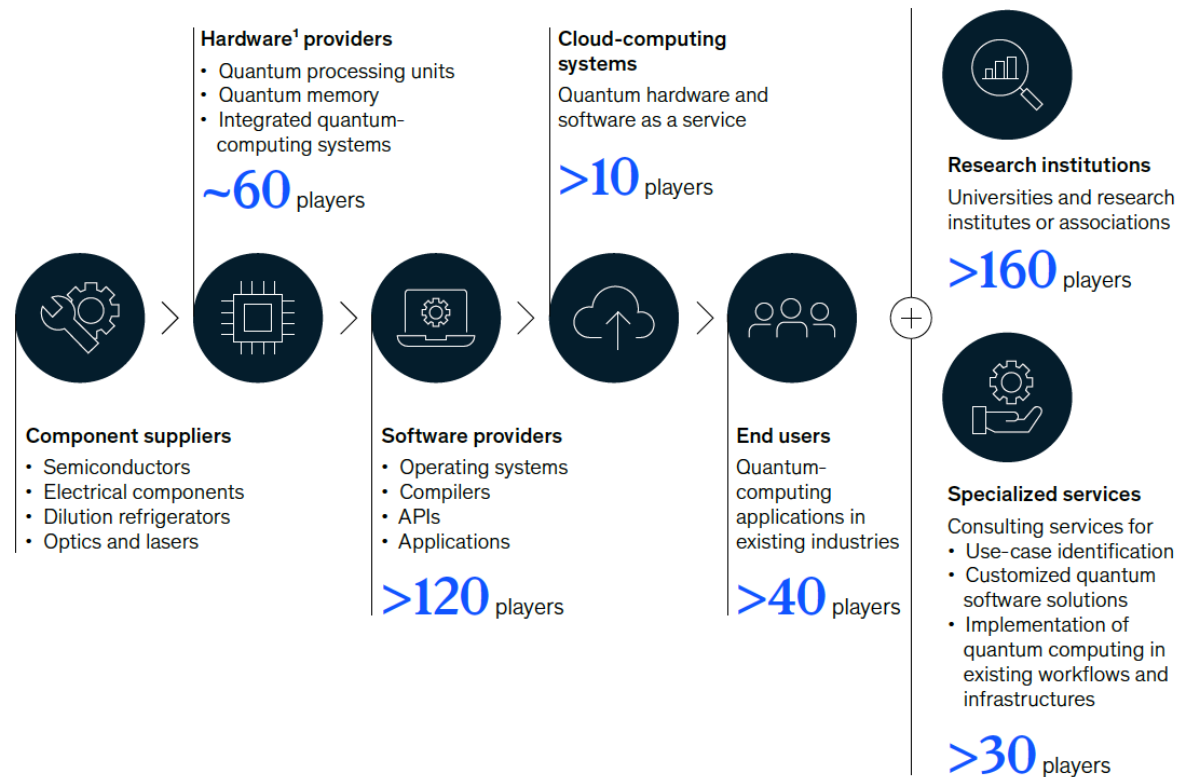 Hardware¹ providers
• Quantum processing units
• Quantum memory
• Integrated quantum-
computing systems
~60 players
Cloud-computing
systems
Quantum hardware and
software as a service
>10 players
Component suppliers
• Semiconductors
• Electrical components
• Dilution refrigerators
• Optics and lasers
Software providers
• Operating systems
• Compilers
• APIs
• Applications
>120 players
End users
Quantum-
computing
applications in
existing industries
>40 players
Research institutions
Universities and research
institutes or associations
>160 players
Specialized services
Consulting services for
• Use-case identification
• Customized quantum
software solutions
• Implementation of
quantum computing in
existing workflows and
infrastructures
>30 players